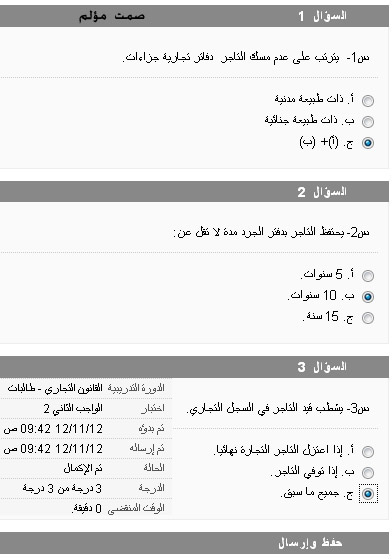 السؤال 1 صمت مؤلم
س1- يترتب على عدم مسك التاجر دفاتر تجارية جزاءات.
أ. ذات طبيعة مدنية
ب. ذات طبيعة جنائية
ج. (أ)+ (ب)
السؤال 2
س2- يحتفظ التاجر بدفتر الجرد مدة لا تقل عن:
أ. 5 سنوات.
ب. 10 سنوات.
ج. 15 سنة.
السؤال 3
س3- يشطب قيد التاجر في السجل التجاري.
أ. إذا اعتزل التاجر التجارة نهائيا.
ب. إذا توفي التاجر.
ج. جميع ما سبق.
الدورة التدريبية القانون التجاري - طالبات
اختبار الواجب الثاني 2
تم بدؤه 12/11/12 09:42 ص
تم إرساله 12/11/12 09:42 ص
الحالة تم الإكمال
الدرجة 3 درجة من 3 درجة
الوقت المنقضي 0 دقيقة.
حفظ وإرسال